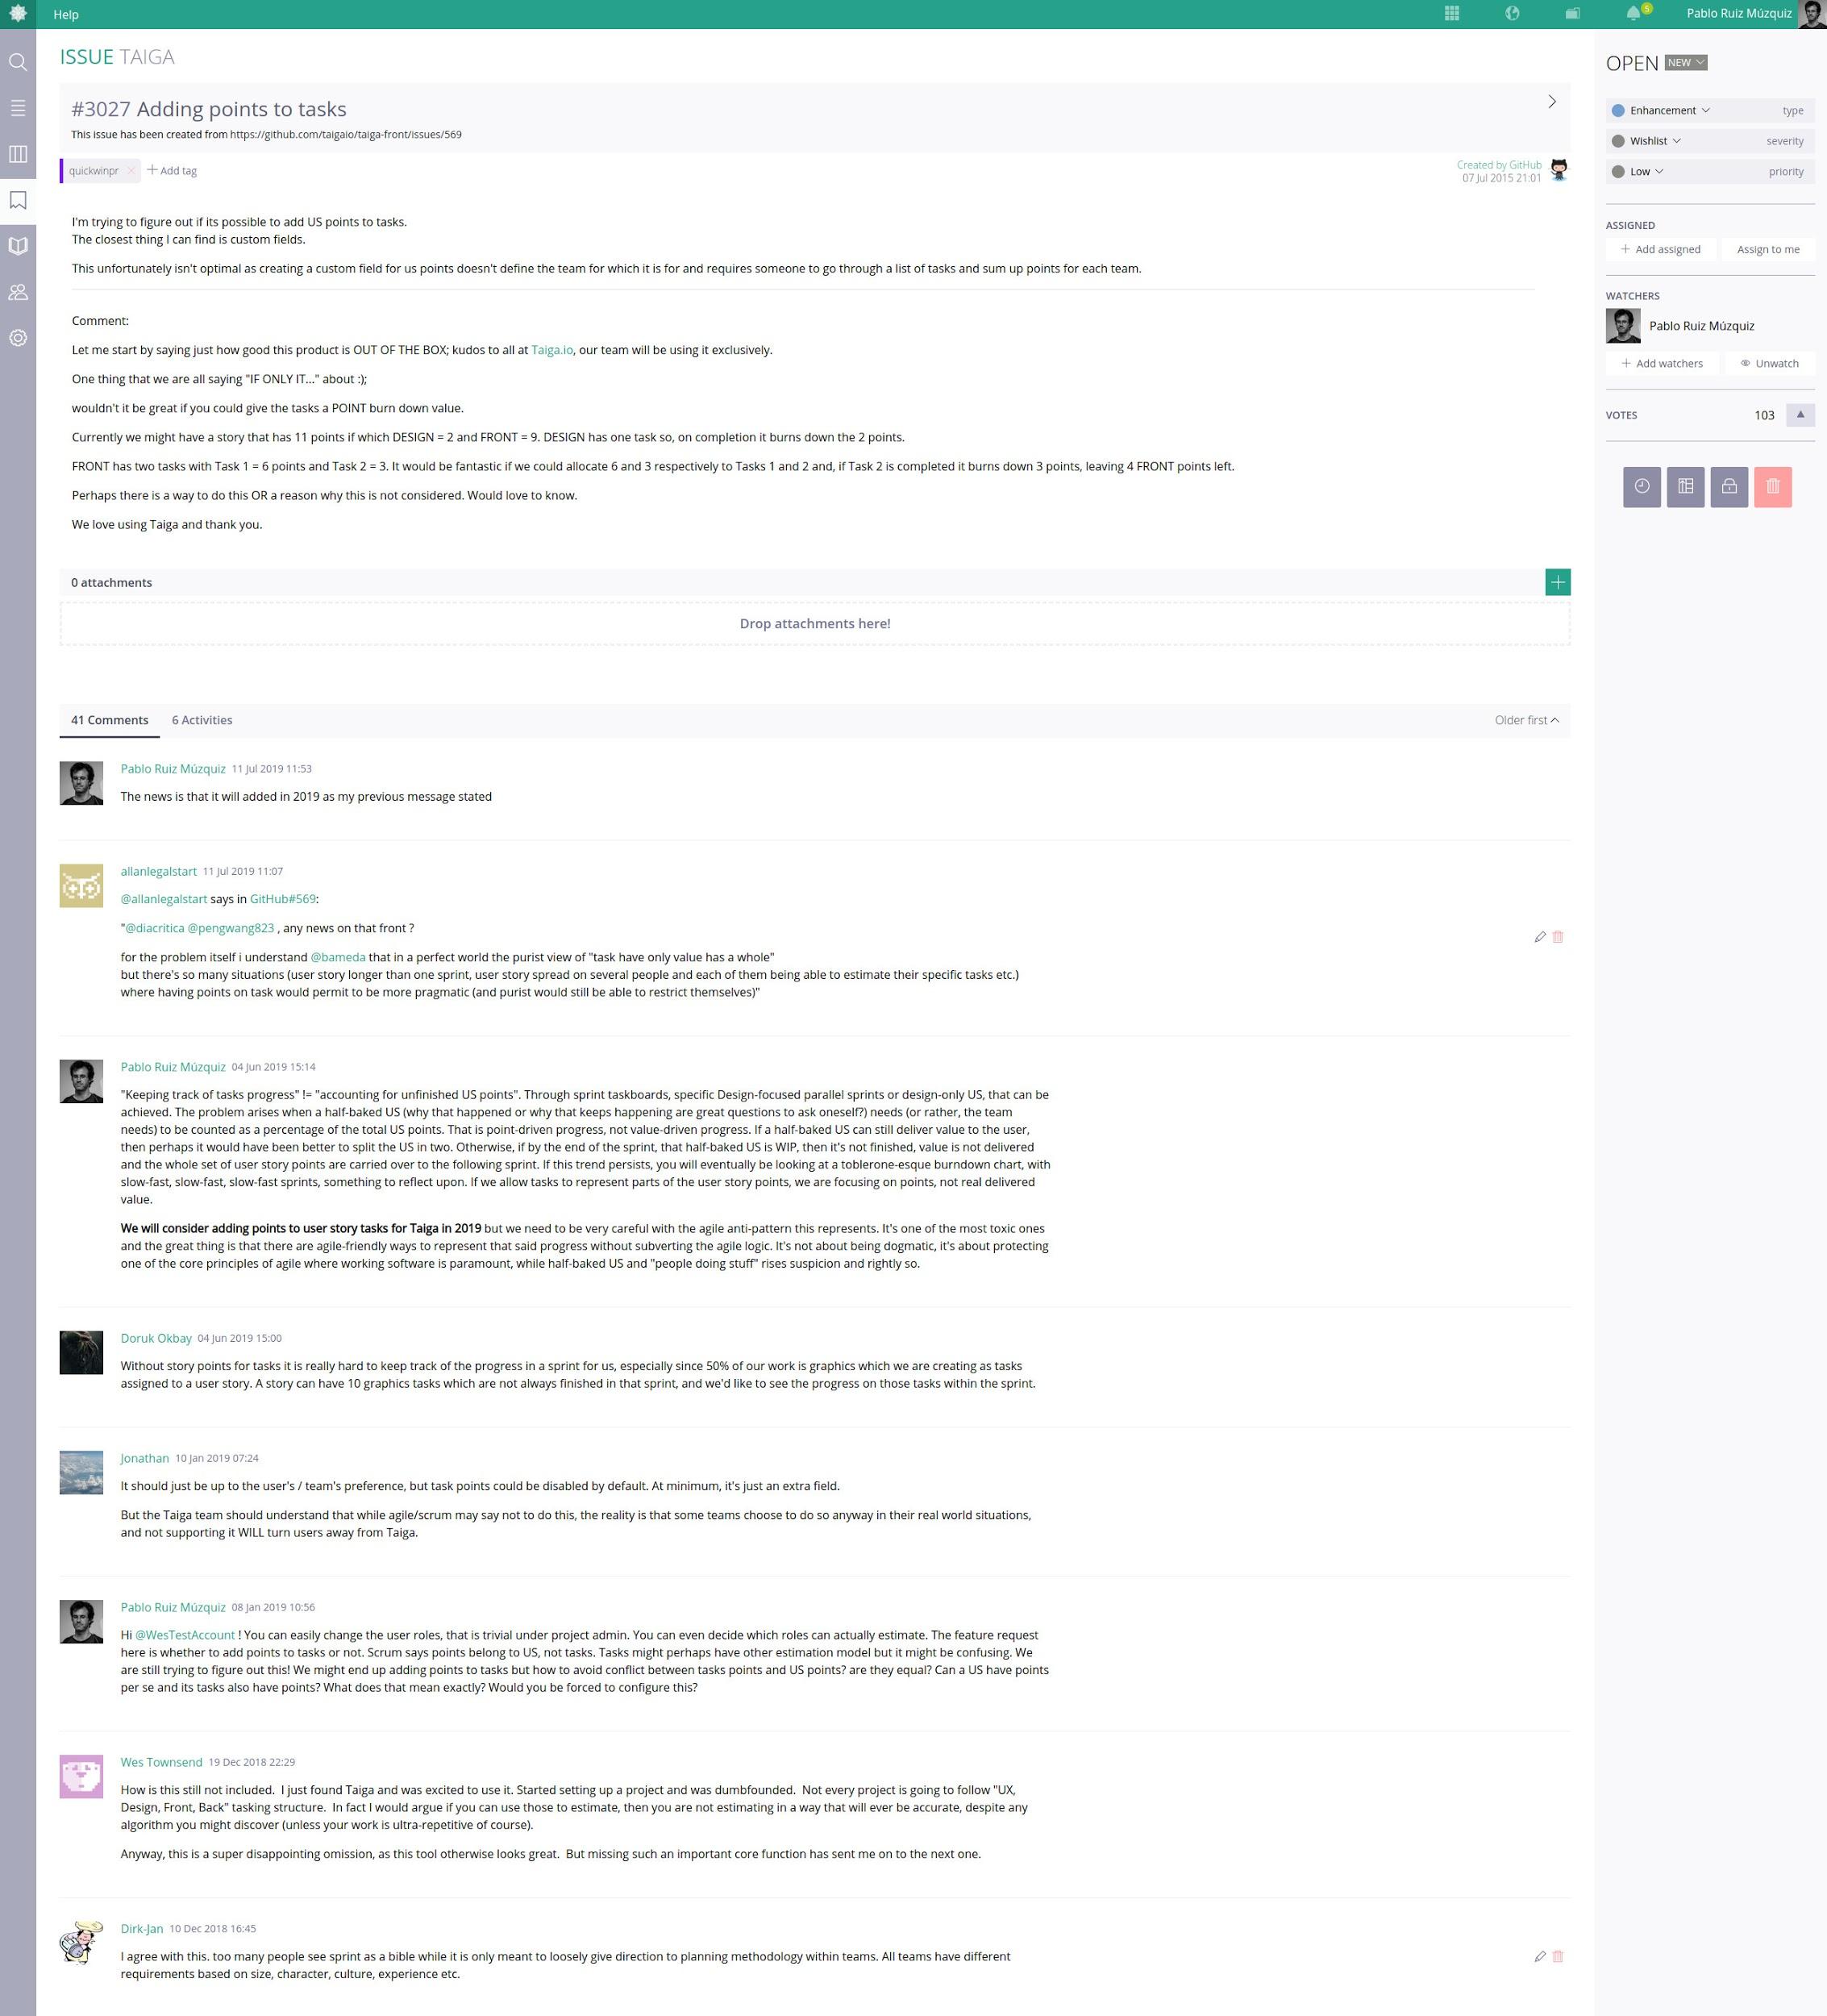 Help
5
Pablo Ruiz Múzquiz
ISSUE TAIGA
#3027 Adding points to tasks
This issue has been created from https://github.com/taigaio/taiga-front/issues/569
quickwinpr
Add tag
Created by GitHub
07 Jul 2015 21:01
I'm trying to figure out if its possible to add US points to tasks.
The closest thing I can find is custom fields.
This unfortunately isn't optimal as creating a custom field for us points doesn't define the team for which it is for and requires someone to go through a list of tasks and sum up points for each team.
Comment:
Let me start by saying just how good this product is OUT OF THE BOX; kudos to all at Taiga.io, our team will be using it exclusively.
One thing that we are all saying "IF ONLY IT..." about :);
wouldn't it be great if you could give the tasks a POINT burn down value.
Currently we might have a story that has 11 points if which DESIGN = 2 and FRONT = 9. DESIGN has one task so, on completion it burns down the 2 points.
FRONT has two tasks with Task 1 = 6 points and Task 2 = 3. It would be fantastic if we could allocate 6 and 3 respectively to Tasks 1 and 2 and, if Task 2 is completed it burns down 3 points, leaving 4 FRONT points left.
Perhaps there is a way to do this OR a reason why this is not considered. Would love to know.
We love using Taiga and thank you.
0 attachments
Drop attachments here!
41 Comments
6 Activities
Older first
Pablo Ruiz Múzquiz 11 Jul 2019 11:53
The news is that it will added in 2019 as my previous message stated
allanlegalstart 11 Jul 2019 11:07
@allanlegalstart says in GitHub#569:
"@diacritica @pengwang823 , any news on that front ?
for the problem itself i understand @bameda that in a perfect world the purist view of "task have only value has a whole"
but there's so many situations (user story longer than one sprint, user story spread on several people and each of them being able to estimate their specific tasks etc.)
where having points on task would permit to be more pragmatic (and purist would still be able to restrict themselves)"
Pablo Ruiz Múzquiz 04 Jun 2019 15:14
"Keeping track of tasks progress" != "accounting for unfinished US points". Through sprint taskboards, specific Design-focused parallel sprints or design-only US, that can be
achieved. The problem arises when a half-baked US (why that happened or why that keeps happening are great questions to ask oneself?) needs (or rather, the team
needs) to be counted as a percentage of the total US points. That is point-driven progress, not value-driven progress. If a half-baked US can still deliver value to the user,
then perhaps it would have been better to split the US in two. Otherwise, if by the end of the sprint, that half-baked US is WIP, then it's not finished, value is not delivered
and the whole set of user story points are carried over to the following sprint. If this trend persists, you will eventually be looking at a toblerone-esque burndown chart, with
slow-fast, slow-fast, slow-fast sprints, something to reflect upon. If we allow tasks to represent parts of the user story points, we are focusing on points, not real delivered
value.
We will consider adding points to user story tasks for Taiga in 2019 but we need to be very careful with the agile anti-pattern this represents. It's one of the most toxic ones
and the great thing is that there are agile-friendly ways to represent that said progress without subverting the agile logic. It's not about being dogmatic, it's about protecting
one of the core principles of agile where working software is paramount, while half-baked US and "people doing stuff" rises suspicion and rightly so.
Doruk Okbay 04 Jun 2019 15:00
Without story points for tasks it is really hard to keep track of the progress in a sprint for us, especially since 50% of our work is graphics which we are creating as tasks
assigned to a user story. A story can have 10 graphics tasks which are not always finished in that sprint, and we'd like to see the progress on those tasks within the sprint.
Jonathan 10 Jan 2019 07:24
It should just be up to the user's / team's preference, but task points could be disabled by default. At minimum, it's just an extra field.
But the Taiga team should understand that while agile/scrum may say not to do this, the reality is that some teams choose to do so anyway in their real world situations,
and not supporting it WILL turn users away from Taiga.
Pablo Ruiz Múzquiz 08 Jan 2019 10:56
Hi @WesTestAccount ! You can easily change the user roles, that is trivial under project admin. You can even decide which roles can actually estimate. The feature request
here is whether to add points to tasks or not. Scrum says points belong to US, not tasks. Tasks might perhaps have other estimation model but it might be confusing. We
are still trying to figure out this! We might end up adding points to tasks but how to avoid conflict between tasks points and US points? are they equal? Can a US have points
per se and its tasks also have points? What does that mean exactly? Would you be forced to configure this?
Wes Townsend 19 Dec 2018 22:29
How is this still not included. I just found Taiga and was excited to use it. Started setting up a project and was dumbfounded. Not every project is going to follow "UX,
Design, Front, Back" tasking structure. In fact I would argue if you can use those to estimate, then you are not estimating in a way that will ever be accurate, despite any
algorithm you might discover (unless your work is ultra-repetitive of course).
Anyway, this is a super disappointing omission, as this tool otherwise looks great. But missing such an important core function has sent me on to the next one.
Dirk-Jan 10 Dec 2018 16:45
I agree with this. too many people see sprint as a bible while it is only meant to loosely give direction to planning methodology within teams. All teams have different
requirements based on size, character, culture, experience etc.
OPEN NEW
Enhancement type
Wishlist severity
Low priority
ASSIGNED
Add assigned
Assign to me
WATCHERS
Pablo Ruiz Múzquiz
Add watchers
Unwatch
VOTES 103